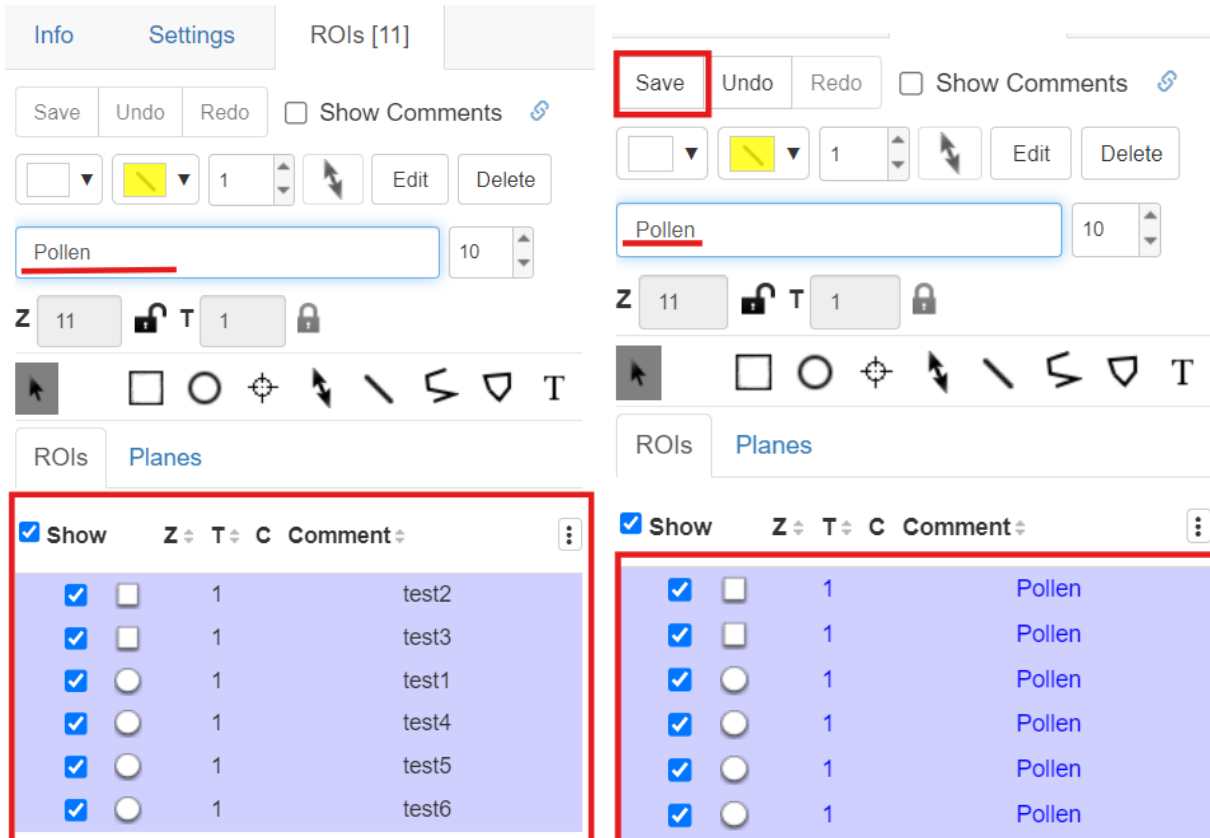 Info Settings ROIs [11]
Save Undo Redo Show Comments
1 Edit Delete
Pollen 10
Z 11 T 1
T
ROIs Planes
Show Z T C Comment
1 test2
1 test3
1 test1
1 test4
1 test5
1 test6
Save Undo Redo Show Comments
1 Edit Delete
Pollen 10
Z 11 T 1
T
ROIs Planes
Show Z T C Comment
1 Pollen
1 Pollen
1 Pollen
1 Pollen
1 Pollen
1 Pollen